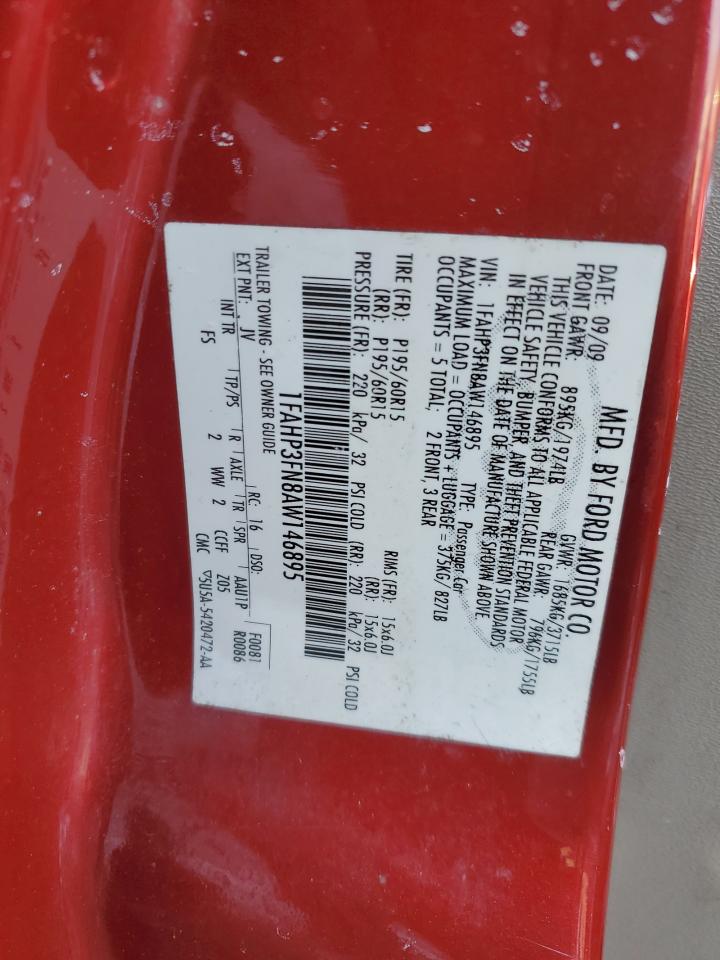 MFD. BY FORD MOTOR CO.
DATE: 09/09 GVWR: 1685KG/3715LB
FRONT GAWR: 895KG/1974LB REAR GAWR: 796KG/1755LB
THIS VEHICLE CONFORMS TO ALL APPLICABLE FEDERAL MOTOR
VEHICLE SAFETY, BUMPER, AND THEFT PREVENTION STANDARDS
IN EFFECT ON THE DATE OF MANUFACTURE SHOWN ABOVE
VIN: 1FAHP3FN8AW146895 TYPE: Passenger Car
MAXIMUM LOAD = OCCUPANTS + LUGGAGE = 375KG/827LB
OCCUPANTS = 5 TOTAL; 2 FRONT, 3 REAR
TIRE (FR): P195/60R15 RIMS (FR): 15x6.0J
(RR): P195/60R15 (RR): 15x6.0J
PRESSURE (FR): 220 kPa/ 32 PSI COLD (RR): 220 kPa/ 32 PSI COLD
1FAHP3FN8AW146895
TRAILER TOWING - SEE OWNER GUIDE
EXT PNT: JV RC: 16 DSO: F0081
INT TR TP/PS R AXLE TR SPR AAU1P R0086
FS 2 WW 2 CCFF Z05
CMC 5U5A-5420472-AA